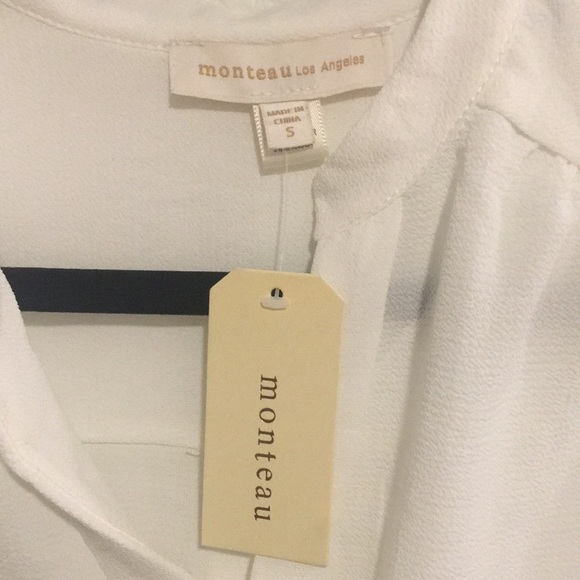 monteau Los Angeles
MADE IN
CHINA
S
monteau